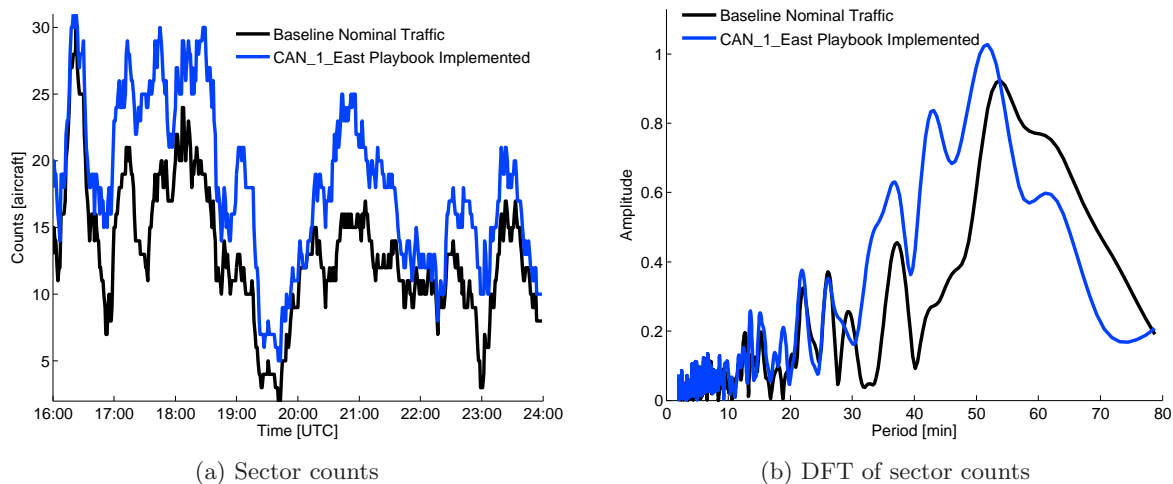 30
25
20
15
10
5
Counts [aircraft]
Baseline Nominal Traffic
CAN_1_East Playbook Implemented
16:00 17:00 18:00 19:00 20:00 21:00 22:00 23:00 24:00
Time [UTC]
(a) Sector counts
1
0.8
0.6
0.4
0.2
0
Amplitude
Baseline Nominal Traffic
CAN_1_East Playbook Implemented
0 10 20 30 40 50 60 70 80
Period [min]
(b) DFT of sector counts